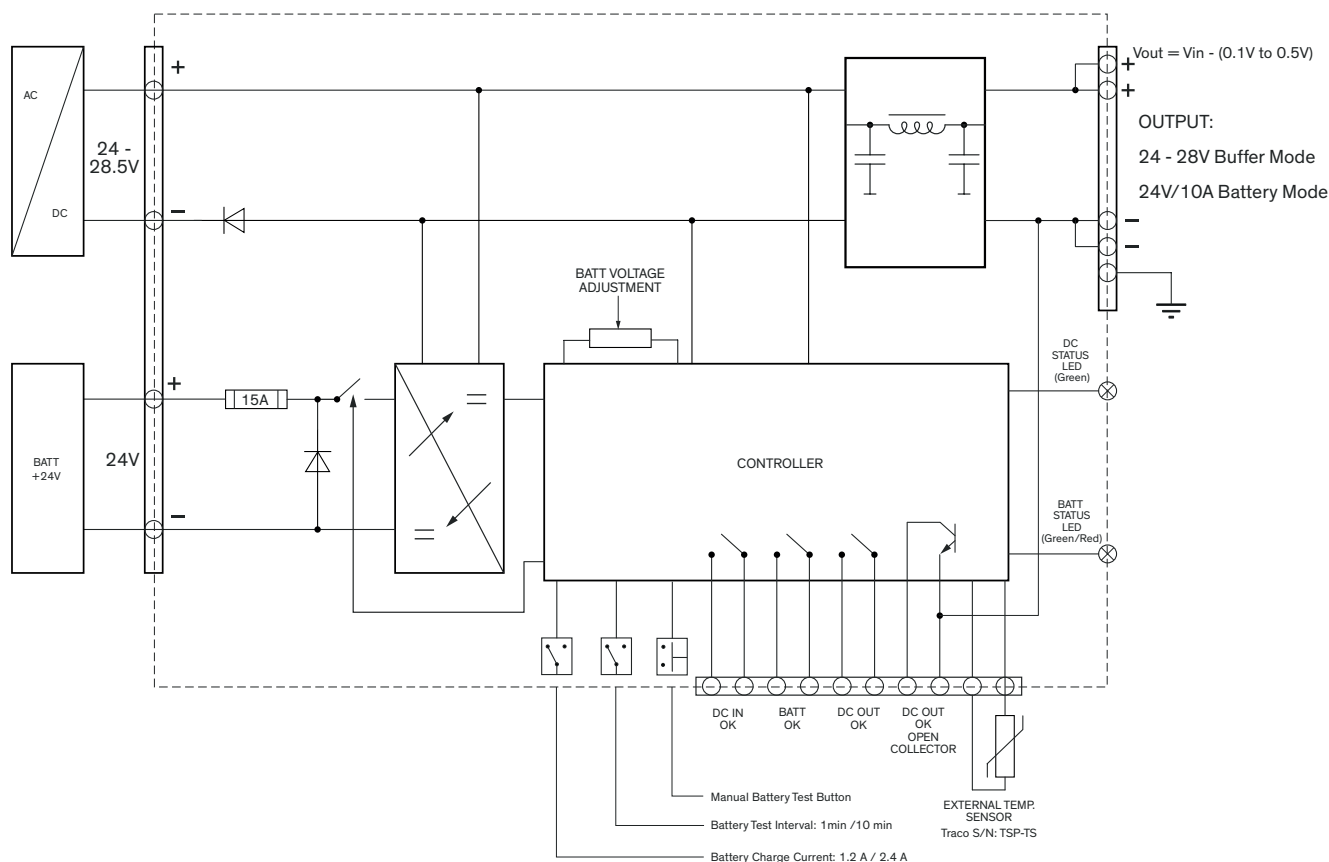 AC
DC
+
24 -
28.5V
−
+
+
Vout = Vin - (0.1V to 0.5V)
OUTPUT:
24 - 28V Buffer Mode
24V/10A Battery Mode
−
−
BATT VOLTAGE
ADJUSTMENT
DC
STATUS
LED
(Green)
BATT
+24V
+
24V
−
15A
CONTROLLER
BATT
STATUS
LED
(Green/Red)
DC IN
OK
BATT
OK
DC OUT
OK
DC OUT
OK
OPEN
COLLECTOR
EXTERNAL TEMP.
SENSOR
Traco S/N: TSP-TS
Manual Battery Test Button
Battery Test Interval: 1min /10 min
Battery Charge Current: 1.2 A / 2.4 A